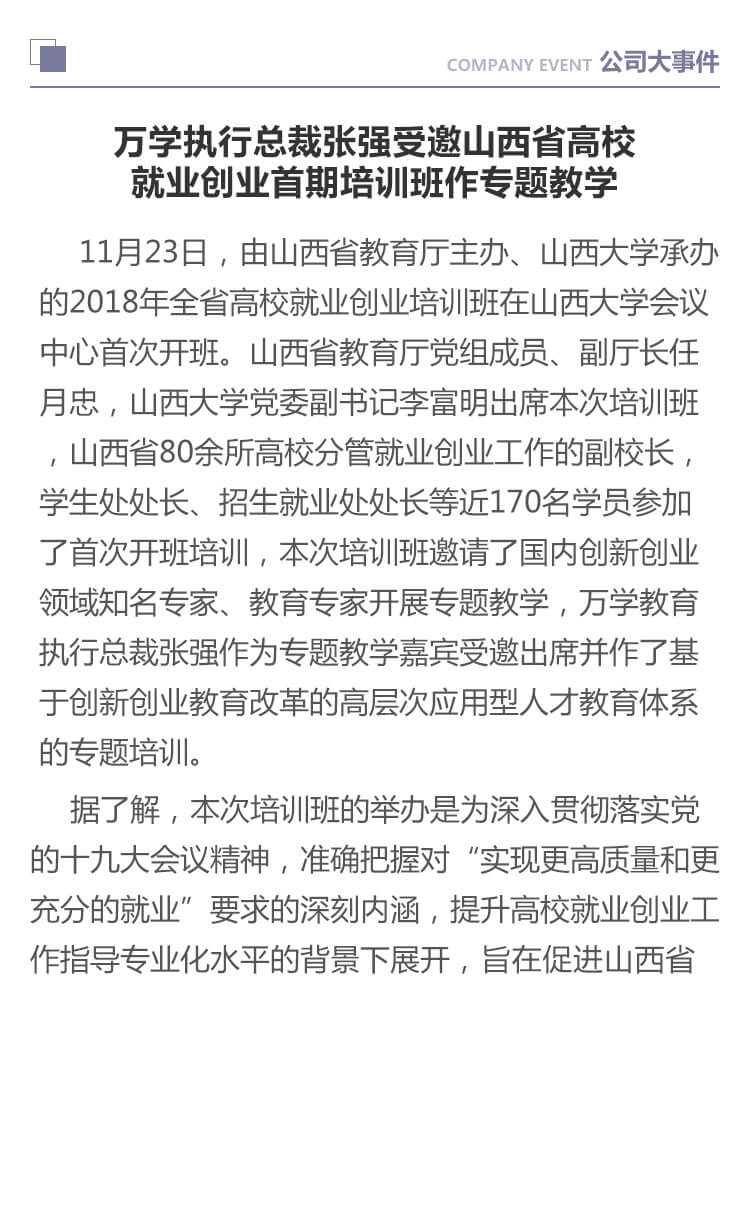 COMPANY EVENT 公司大事件
万学执行总裁张强受邀山西省高校
就业创业首期培训班作专题教学
11月23日，由山西省教育厅主办、山西大学承办
的2018年全省高校就业创业培训班在山西大学会议
中心首次开班。山西省教育厅党组成员、副厅长任
月忠，山西大学党委副书记李富明出席本次培训班
，山西省80余所高校分管就业创业工作的副校长，
学生处处长、招生就业处处长等近170名学员参加
了首次开班培训，本次培训班邀请了国内创新创业
领域知名专家、教育专家开展专题教学，万学教育
执行总裁张强作为专题教学嘉宾受邀出席并作了基
于创新创业教育改革的高层次应用型人才教育体系
的专题培训。
据了解，本次培训班的举办是为深入贯彻落实党
的十九大会议精神，准确把握对“实现更高质量和更
充分的就业”要求的深刻内涵，提升高校就业创业工
作指导专业化水平的背景下展开，旨在促进山西省